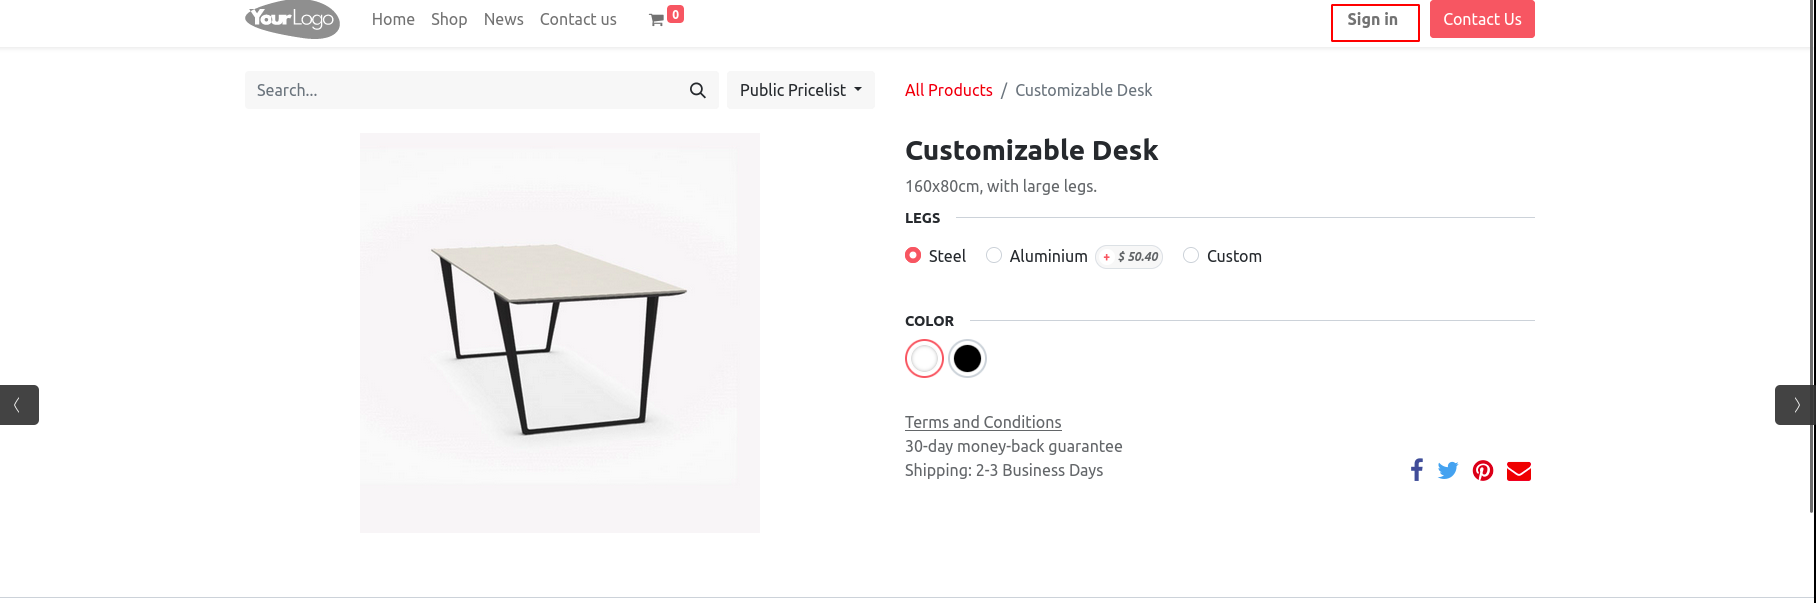 YourLogo Home Shop News Contact us 0 Sign in Contact Us
Search... Public Pricelist All Products / Customizable Desk
Customizable Desk
160x80cm, with large legs.
LEGS
Steel Aluminium + $ 50.40 Custom
COLOR
Terms and Conditions
30-day money-back guarantee
Shipping: 2-3 Business Days